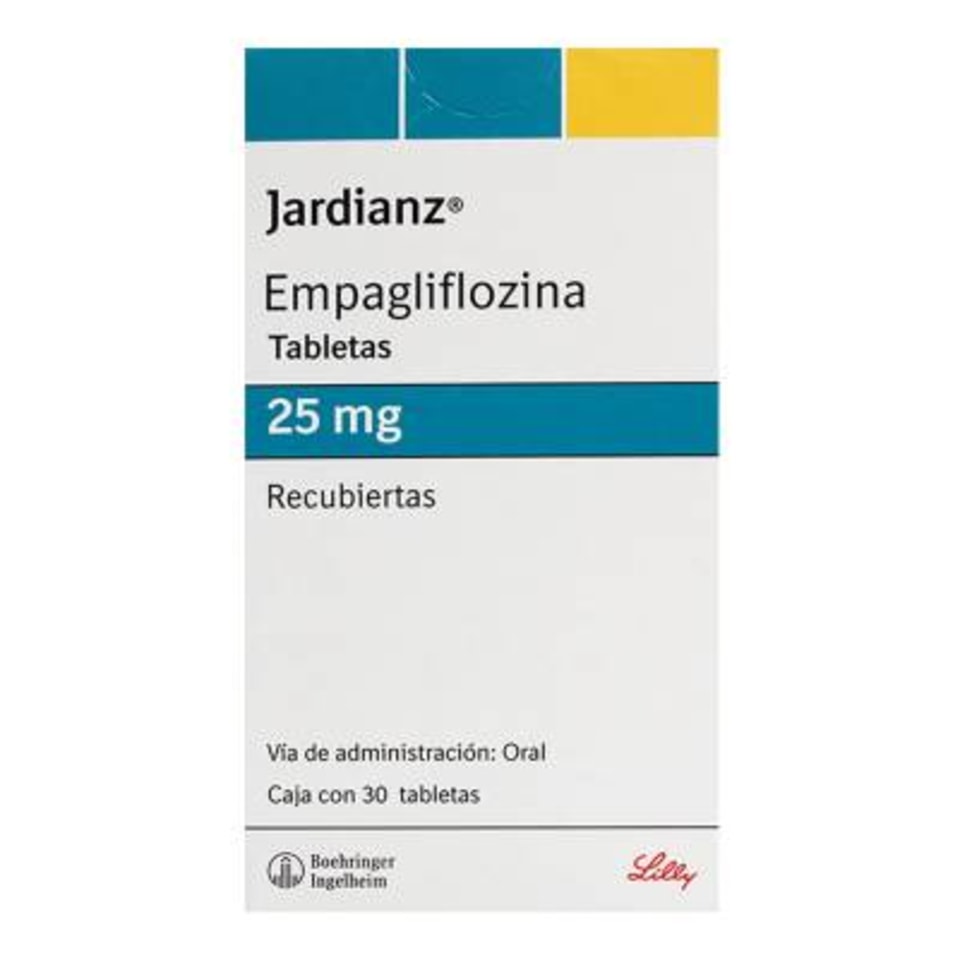 Jardianz®
Empagliflozina
Tabletas
25 mg
Recubiertas
Vía de administración: Oral
Caja con 30 tabletas
Boehringer
Ingelheim
Lilly